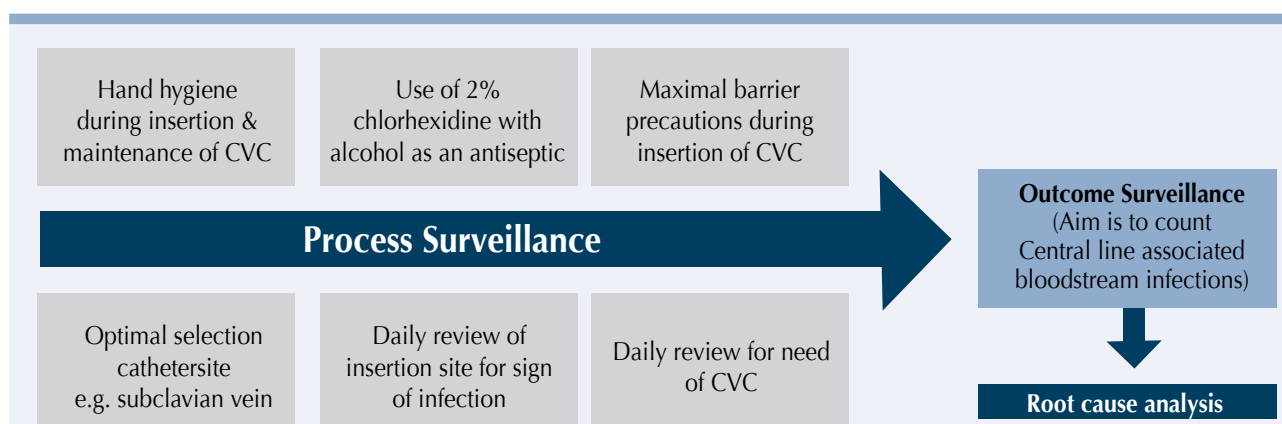 Hand hygiene
during insertion &
maintenance of CVC
Use of 2%
chlorhexidine with
alcohol as an antiseptic
Maximal barrier
precautions during
insertion of CVC
Process Surveillance
Outcome Surveillance
(Aim is to count
Central line associated
bloodstream infections)
Optimal selection
cathetersite
e.g. subclavian vein
Daily review of
insertion site for sign
of infection
Daily review for need
of CVC
Root cause analysis